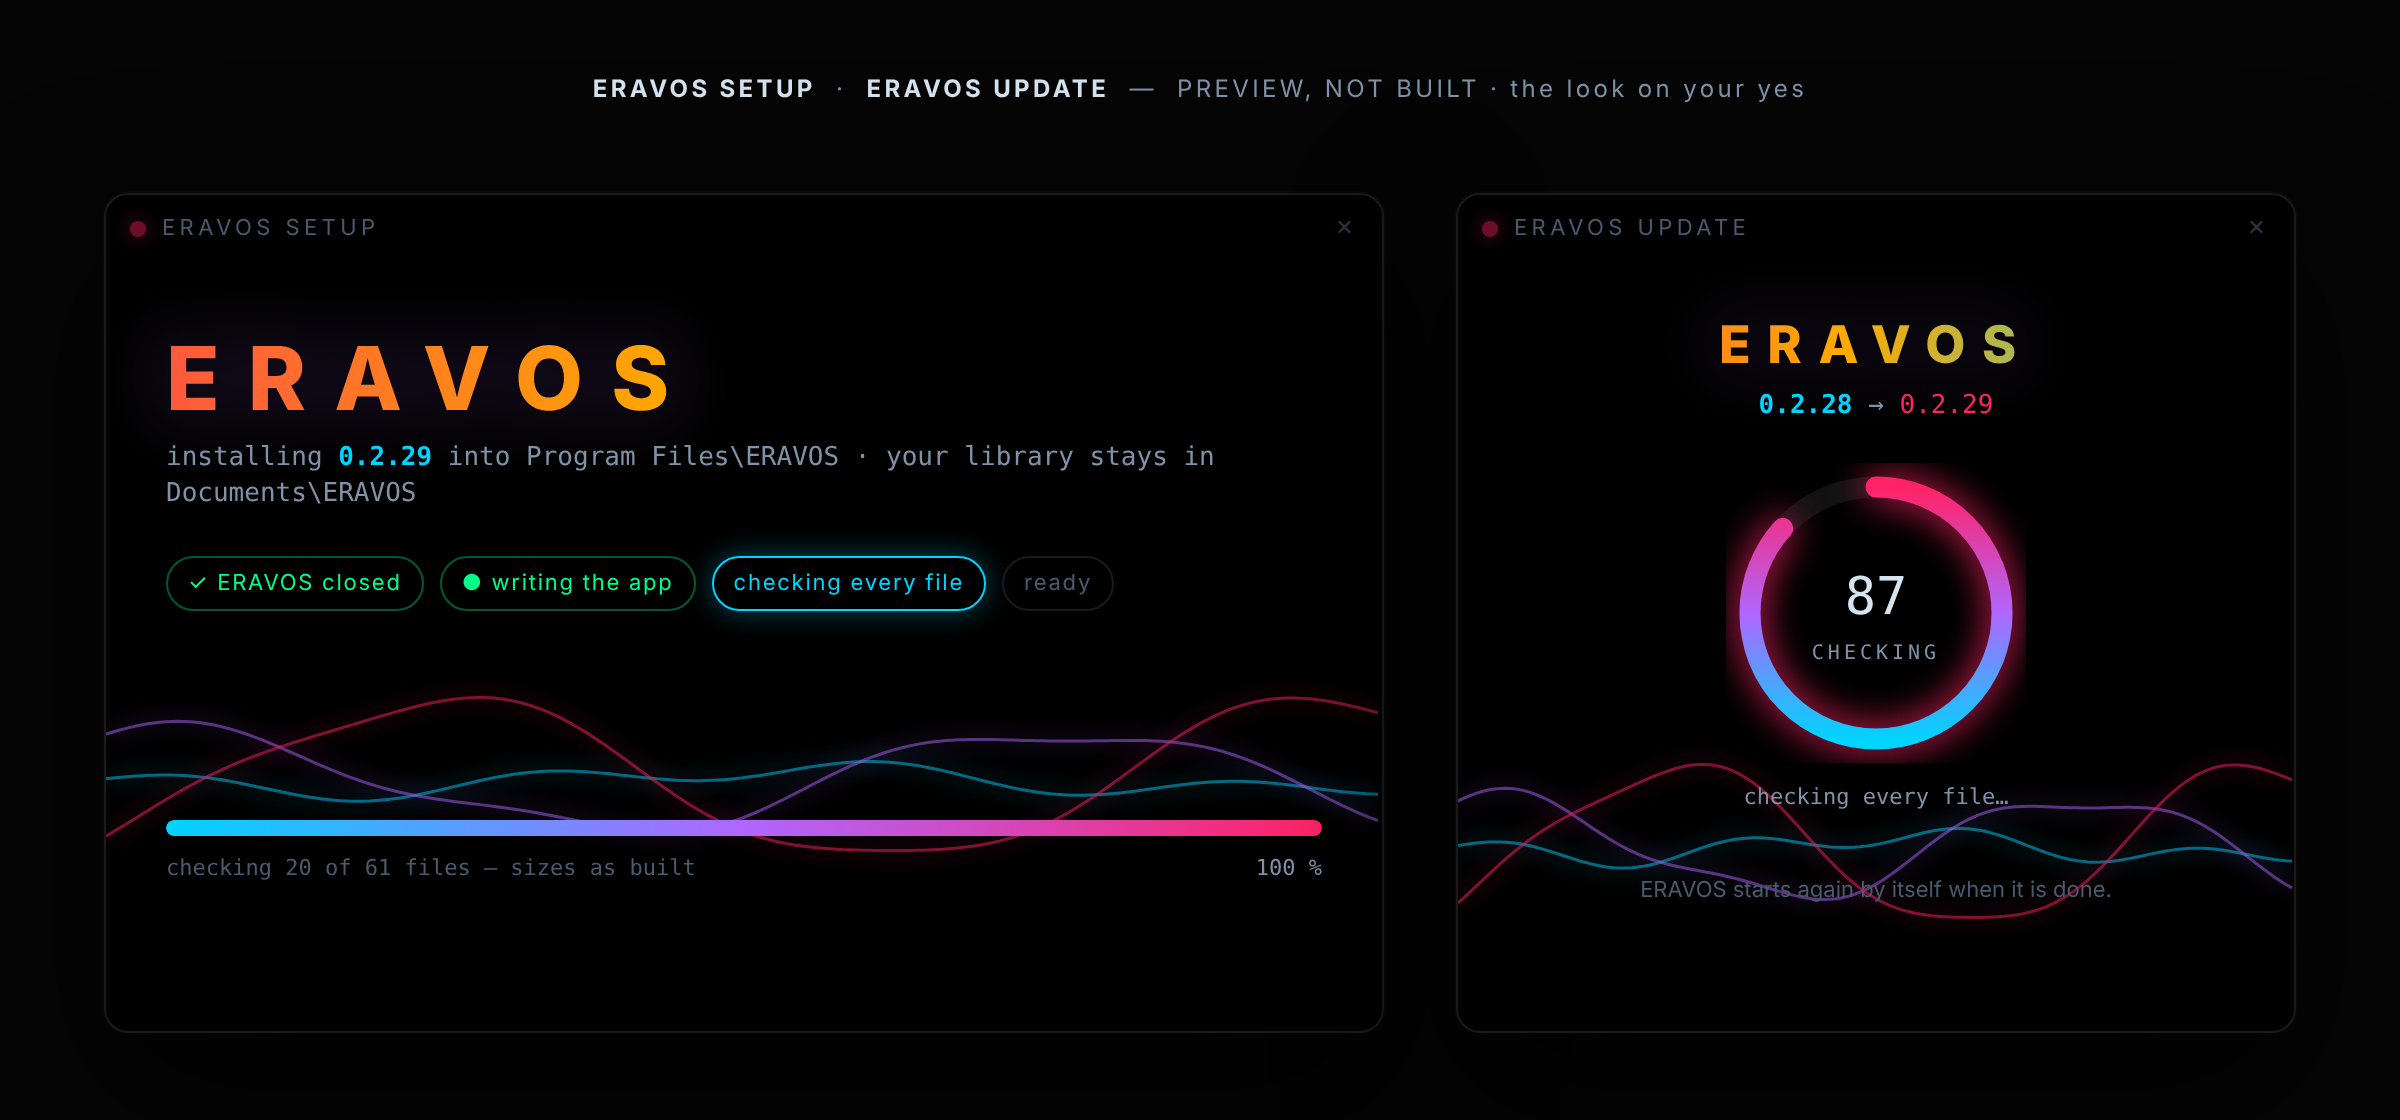 ERAVOS SETUP · ERAVOS UPDATE — PREVIEW, NOT BUILT · the look on your yes
ERAVOS SETUP ×
ERAVOS
installing 0.2.29 into Program Files\ERAVOS · your library stays in
Documents\ERAVOS
✓ ERAVOS closed
● writing the app
checking every file
ready
checking 20 of 61 files — sizes as built
100 %
ERAVOS UPDATE ×
ERAVOS
0.2.28 → 0.2.29
87
CHECKING
checking every file…
ERAVOS starts again by itself when it is done.